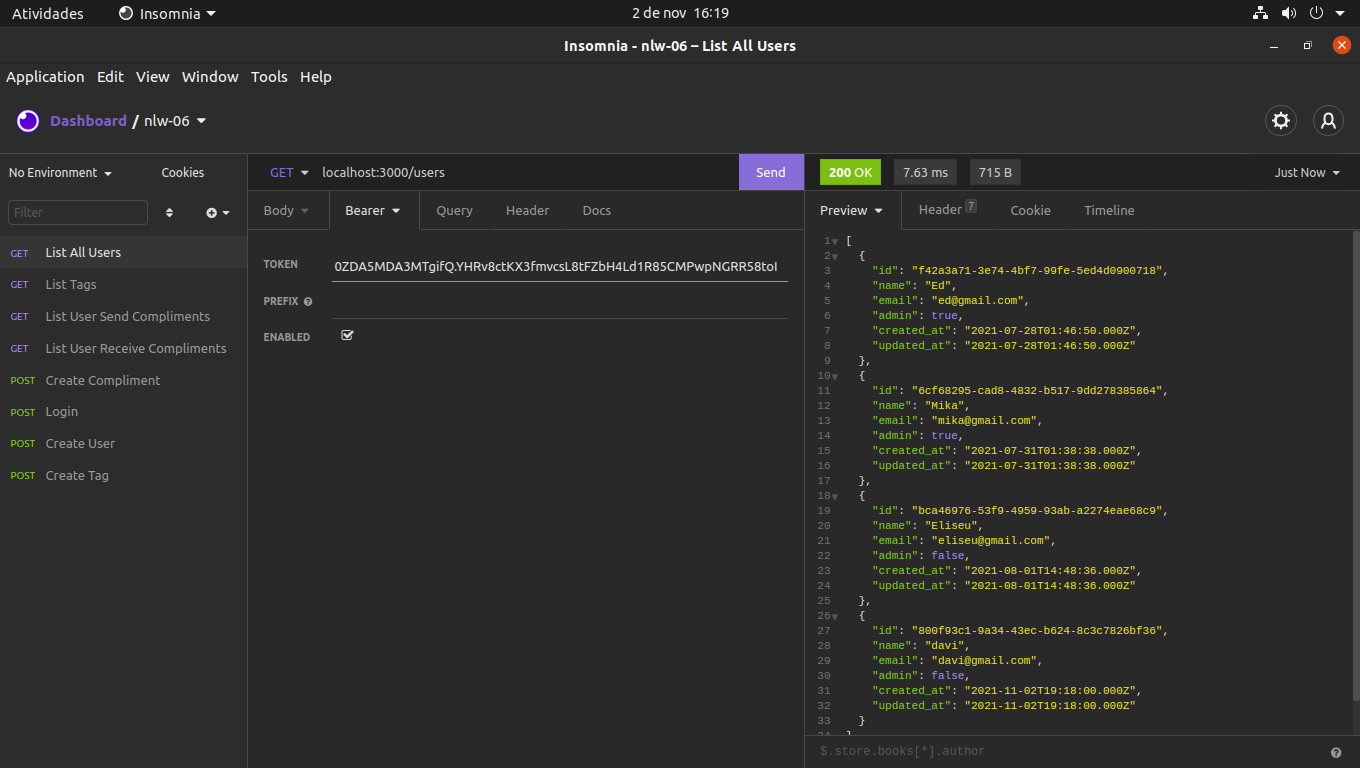 Atividades Insomnia 2 de nov 16:19
Insomnia - nlw-06 – List All Users
Application Edit View Window Tools Help
Dashboard / nlw-06
No Environment Cookies
Filter
GET List All Users
GET List Tags
GET List User Send Compliments
GET List User Receive Compliments
POST Create Compliment
POST Login
POST Create User
POST Create Tag
GET localhost:3000/users Send
Body Bearer Query Header Docs
TOKEN 0ZDA5MDA3MTgifQ.YHRv8ctKX3fmvcsL8tFZbH4Ld1R85CMPwpNGRR58toI
PREFIX
ENABLED
200 OK 7.63 ms 715 B Just Now
Preview Header 7 Cookie Timeline
1 [
2 {
3 "id": "f42a3a71-3e74-4bf7-99fe-5ed4d0900718",
4 "name": "Ed",
5 "email": "ed@gmail.com",
6 "admin": true,
7 "created_at": "2021-07-28T01:46:50.000Z",
8 "updated_at": "2021-07-28T01:46:50.000Z"
9 },
10 {
11 "id": "6cf68295-cad8-4832-b517-9dd278385864",
12 "name": "Mika",
13 "email": "mika@gmail.com",
14 "admin": true,
15 "created_at": "2021-07-31T01:38:38.000Z",
16 "updated_at": "2021-07-31T01:38:38.000Z"
17 },
18 {
19 "id": "bca46976-53f9-4959-93ab-a2274eae68c9",
20 "name": "Eliseu",
21 "email": "eliseu@gmail.com",
22 "admin": false,
23 "created_at": "2021-08-01T14:48:36.000Z",
24 "updated_at": "2021-08-01T14:48:36.000Z"
25 },
26 {
27 "id": "800f93c1-9a34-43ec-b624-8c3c7826bf36",
28 "name": "davi",
29 "email": "davi@gmail.com",
30 "admin": false,
31 "created_at": "2021-11-02T19:18:00.000Z",
32 "updated_at": "2021-11-02T19:18:00.000Z"
33 }
34 ]
$.store.books[*].author